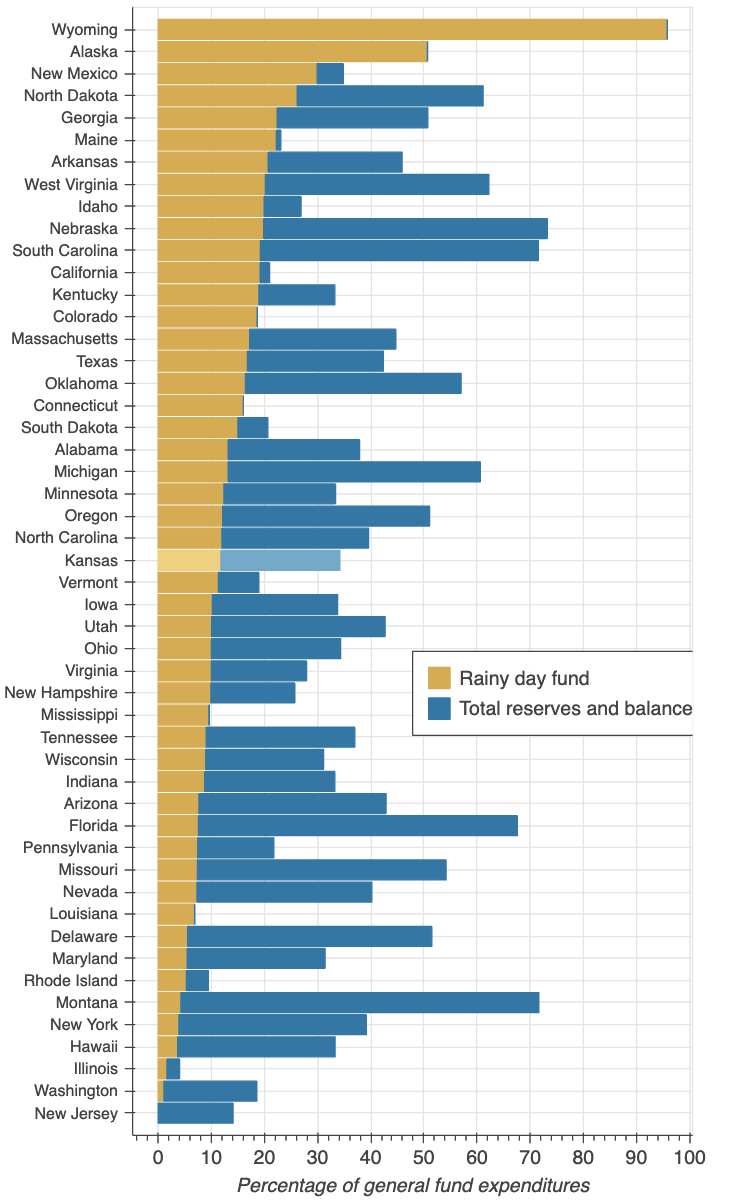 Wyoming
Alaska
New Mexico
North Dakota
Georgia
Maine
Arkansas
West Virginia
Idaho
Nebraska
South Carolina
California
Kentucky
Colorado
Massachusetts
Texas
Oklahoma
Connecticut
South Dakota
Alabama
Michigan
Minnesota
Oregon
North Carolina
Kansas
Vermont
Iowa
Utah
Ohio
Virginia
New Hampshire
Mississippi
Tennessee
Wisconsin
Indiana
Arizona
Florida
Pennsylvania
Missouri
Nevada
Louisiana
Delaware
Maryland
Rhode Island
Montana
New York
Hawaii
Illinois
Washington
New Jersey
Rainy day fund
Total reserves and balance
0 10 20 30 40 50 60 70 80 90 100
Percentage of general fund expenditures